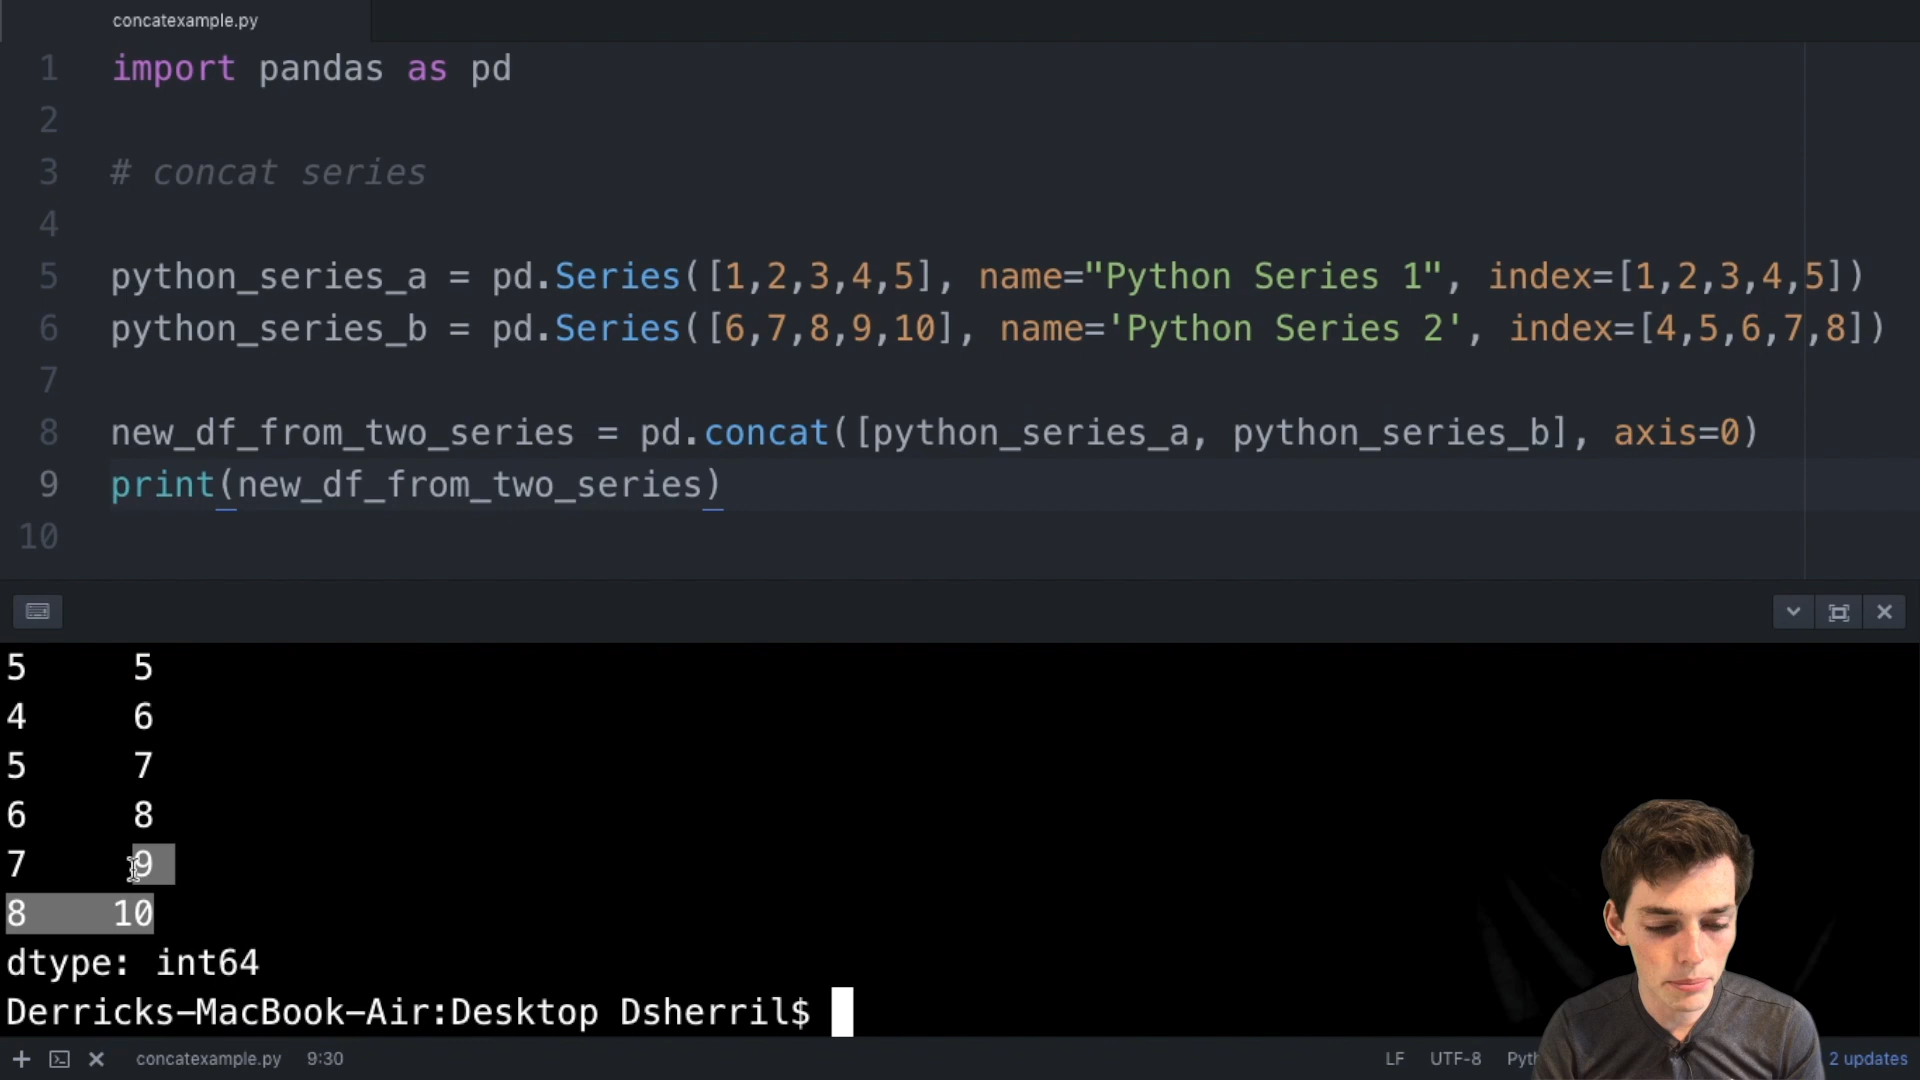 concatexample.py
1 import pandas as pd
2
3 # concat series
4
5 python_series_a = pd.Series([1,2,3,4,5], name="Python Series 1", index=[1,2,3,4,5])
6 python_series_b = pd.Series([6,7,8,9,10], name='Python Series 2', index=[4,5,6,7,8])
7
8 new_df_from_two_series = pd.concat([python_series_a, python_series_b], axis=0)
9 print(new_df_from_two_series)
10
5 5
4 6
5 7
6 8
7 9
8 10
dtype: int64
Derricks-MacBook-Air:Desktop Dsherril$
concatexample.py 9:30 LF UTF-8 2 updates